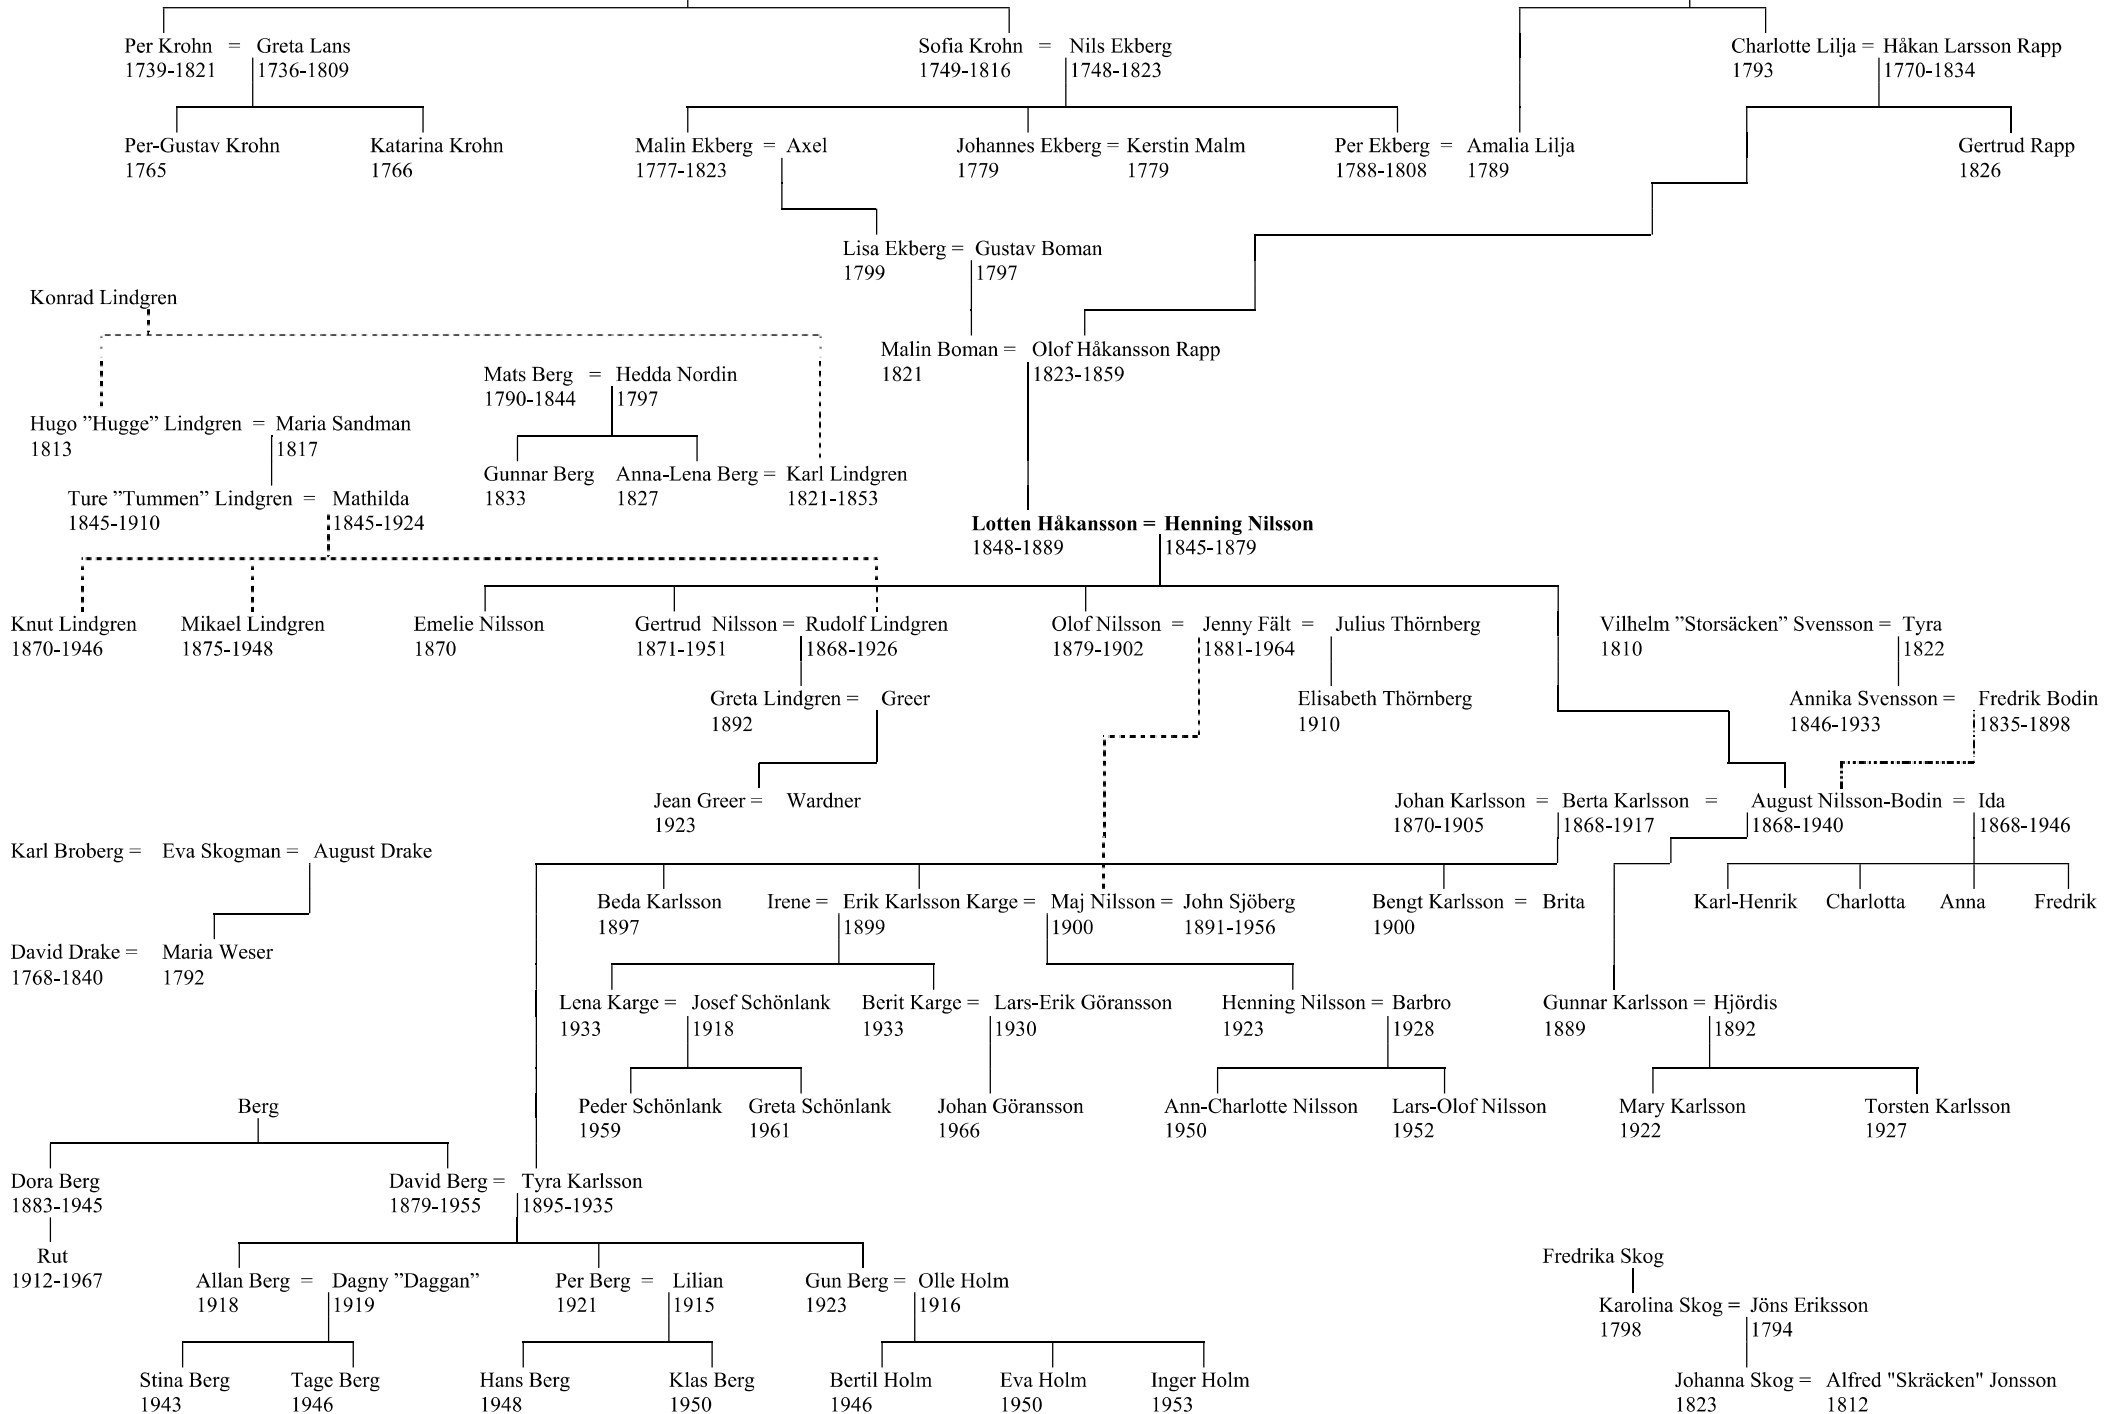 Per Krohn = Greta Lans Sofia Krohn = Nils Ekberg Charlotte Lilja = Håkan Larsson Rapp
1739-1821 1736-1809 1749-1816 1748-1823 1793 1770-1834
Per-Gustav Krohn Katarina Krohn Malin Ekberg = Axel Johannes Ekberg = Kerstin Malm Per Ekberg = Amalia Lilja Gertrud Rapp
1765 1766 1777-1823 1779 1779 1788-1808 1789 1826
Lisa Ekberg = Gustav Boman
1799 1797
Konrad Lindgren
Malin Boman = Olof Håkansson Rapp
1821 1823-1859
Mats Berg = Hedda Nordin
1790-1844 1797
Hugo ”Hugge” Lindgren = Maria Sandman
1813 1817
Gunnar Berg Anna-Lena Berg = Karl Lindgren
1833 1827 1821-1853
Ture ”Tummen” Lindgren = Mathilda
1845-1910 1845-1924
Lotten Håkansson = Henning Nilsson
1848-1889 1845-1879
Knut Lindgren Mikael Lindgren Emelie Nilsson Gertrud Nilsson = Rudolf Lindgren Olof Nilsson = Jenny Fält = Julius Thörnberg Vilhelm ”Storsäcken” Svensson = Tyra
1870-1946 1875-1948 1870 1871-1951 1868-1926 1879-1902 1881-1964 1810 1822
Greta Lindgren = Greer Elisabeth Thörnberg Annika Svensson = Fredrik Bodin
1892 1910 1846-1933 1835-1898
Jean Greer = Wardner Johan Karlsson = Berta Karlsson = August Nilsson-Bodin = Ida
1923 1870-1905 1868-1917 1868-1940 1868-1946
Karl Broberg = Eva Skogman = August Drake
Beda Karlsson Irene = Erik Karlsson Karge = Maj Nilsson = John Sjöberg Bengt Karlsson = Brita Karl-Henrik Charlotta Anna Fredrik
1897 1899 1900 1891-1956 1900
David Drake = Maria Weser
1768-1840 1792
Lena Karge = Josef Schönlank Berit Karge = Lars-Erik Göransson Henning Nilsson = Barbro Gunnar Karlsson = Hjördis
1933 1918 1933 1930 1923 1928 1889 1892
Berg Peder Schönlank Greta Schönlank Johan Göransson Ann-Charlotte Nilsson Lars-Olof Nilsson Mary Karlsson Torsten Karlsson
1959 1961 1966 1950 1952 1922 1927
Dora Berg David Berg = Tyra Karlsson
1883-1945 1879-1955 1895-1935
Rut Fredrika Skog
1912-1967
Allan Berg = Dagny ”Daggan” Per Berg = Lilian Gun Berg = Olle Holm
1918 1919 1921 1915 1923 1916
Karolina Skog = Jöns Eriksson
1798 1794
Stina Berg Tage Berg Hans Berg Klas Berg Bertil Holm Eva Holm Inger Holm Johanna Skog = Alfred "Skräcken" Jonsson
1943 1946 1948 1950 1946 1950 1953 1823 1812